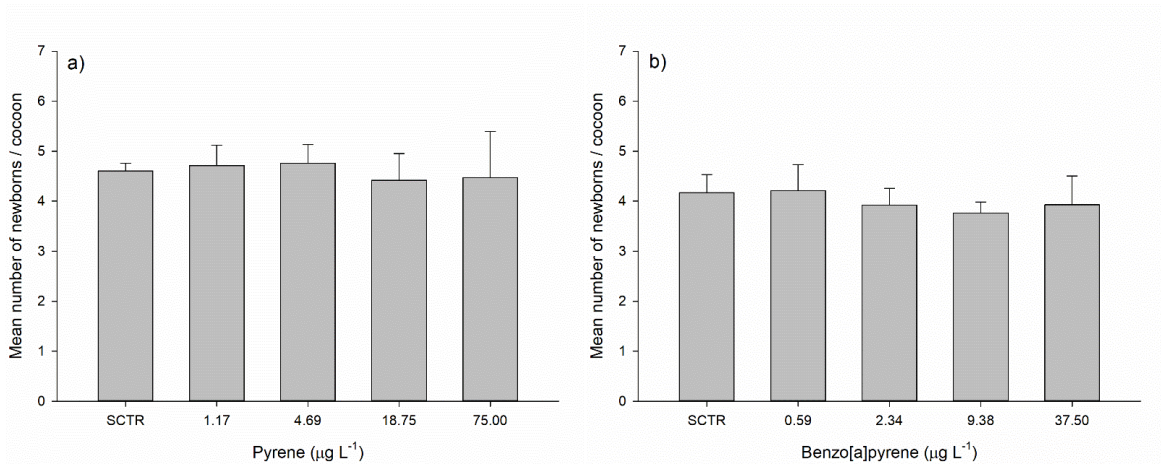 a)
Mean number of newborns / cocoon
7
6
5
4
3
2
1
0
SCTR 1.17 4.69 18.75 75.00
Pyrene (μg L⁻¹)
b)
Mean number of newborns / cocoon
7
6
5
4
3
2
1
0
SCTR 0.59 2.34 9.38 37.50
Benzo[a]pyrene (μg L⁻¹)